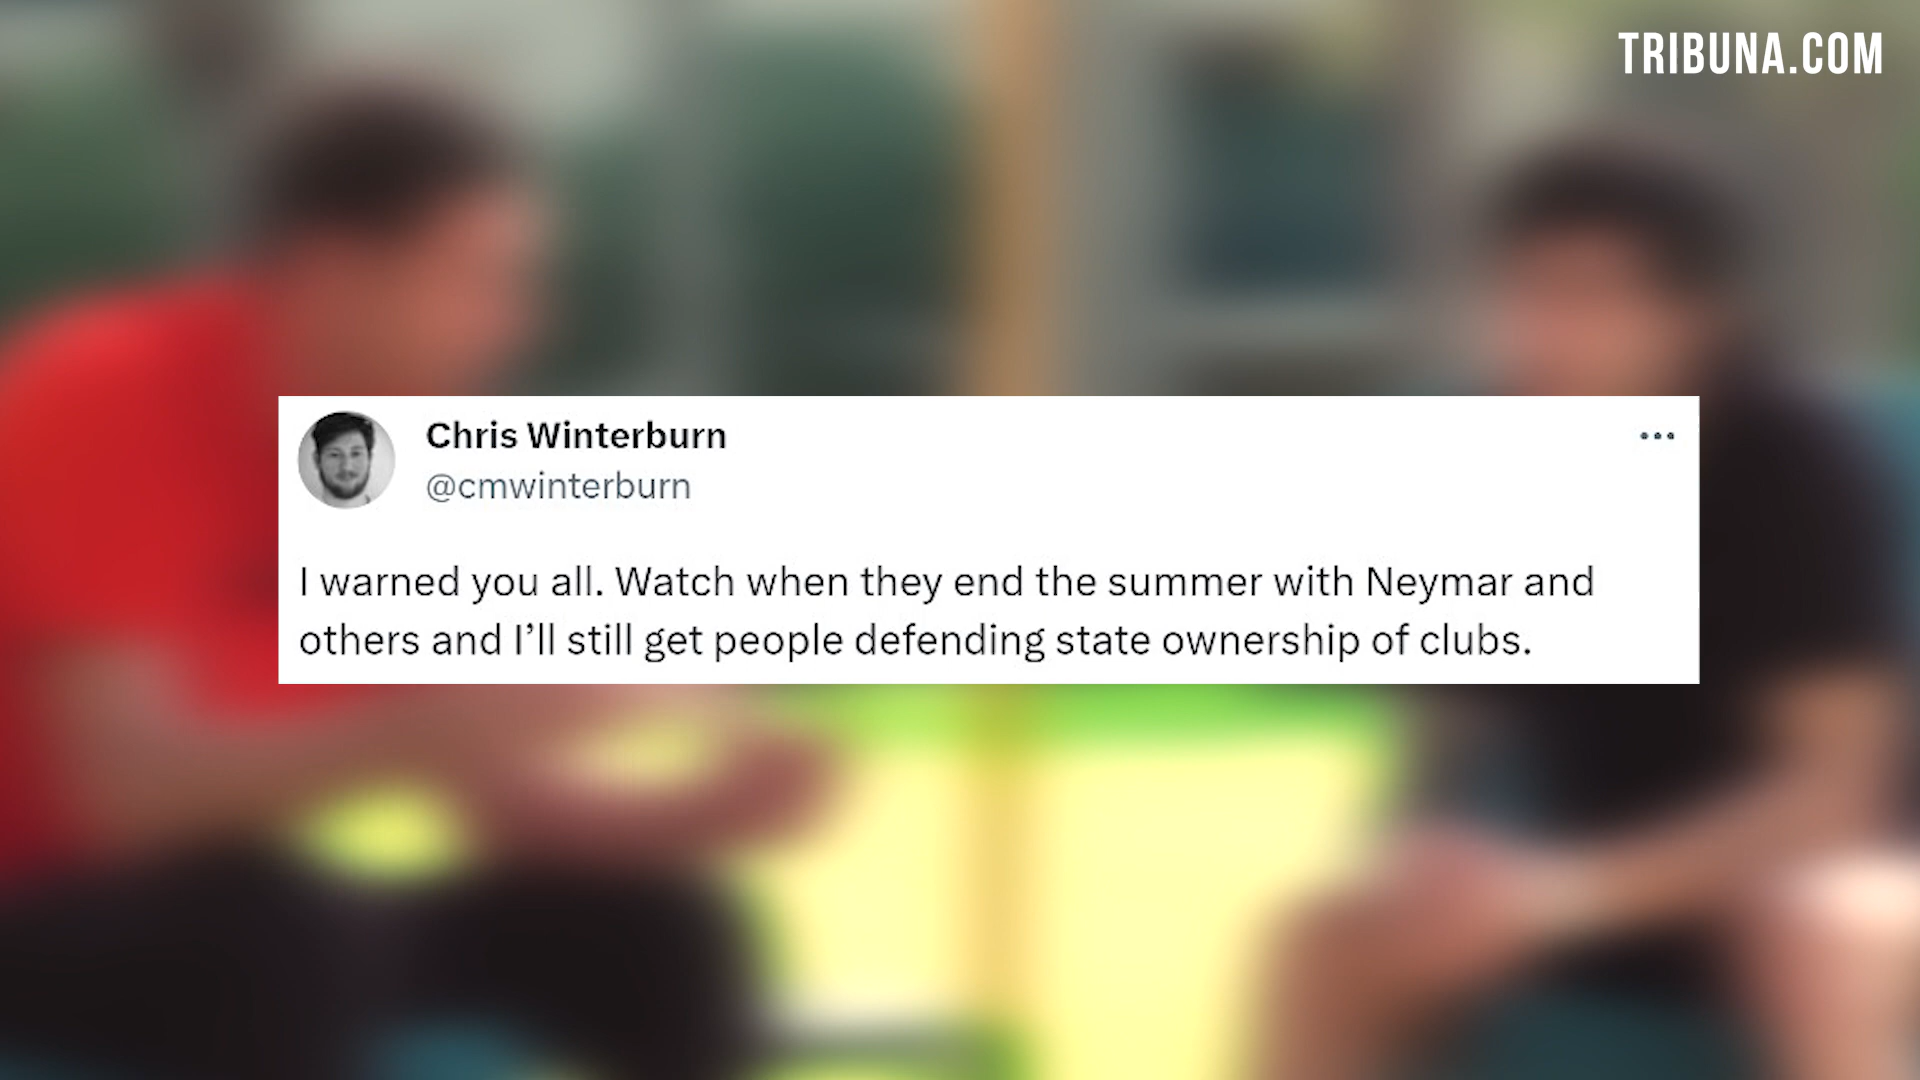 TRIBUNA.COM
Chris Winterburn
@cmwinterburn
I warned you all. Watch when they end the summer with Neymar and
others and I’ll still get people defending state ownership of clubs.